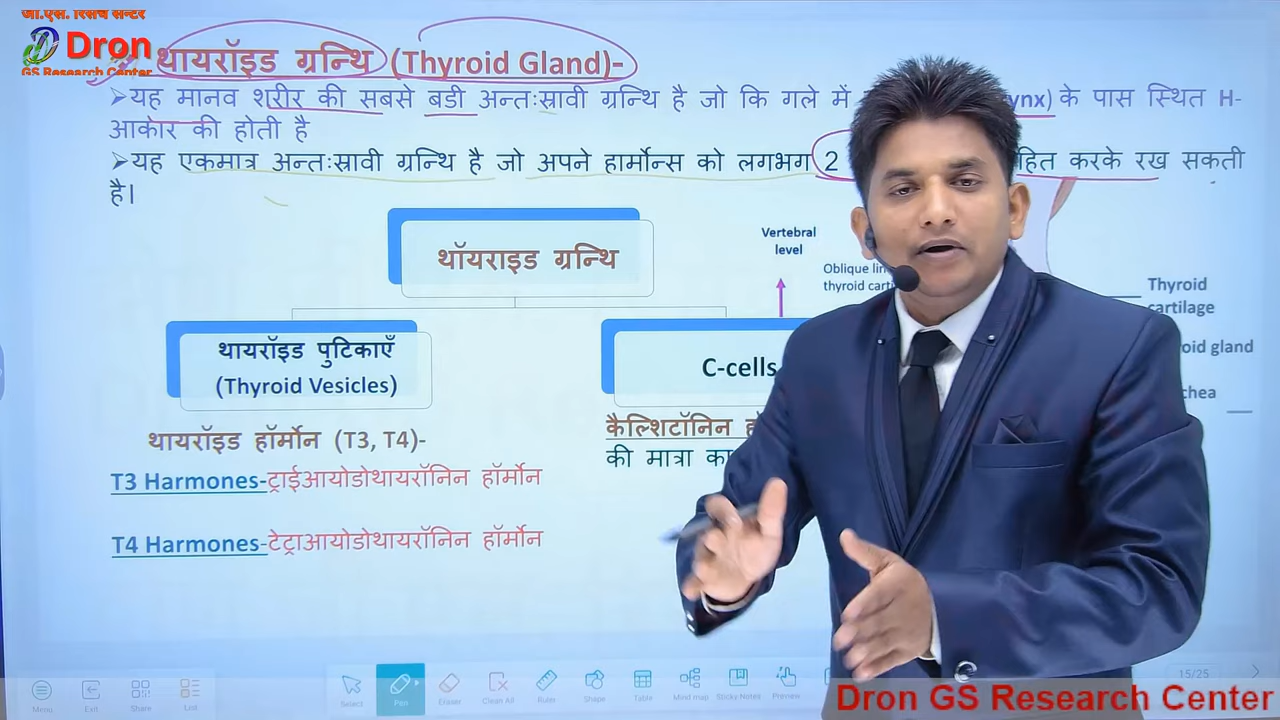 जी.एस. रिसर्च सेन्टर
Dron
GS Research Center
थायरॉइड ग्रन्थि (Thyroid Gland)-
➢यह मानव शरीर की सबसे बडी अन्तःस्रावी ग्रन्थि है जो कि गले में ynx) के पास स्थित H-
आकार की होती है
➢यह एकमात्र अन्तःस्रावी ग्रन्थि है जो अपने हार्मोन्स को लगभग 2 हित करके रख सकती
है।
थॉयराइड ग्रन्थि
Vertebral
level
Oblique lin
thyroid carti
Thyroid
cartilage
oid gland
chea
थायरॉइड पुटिकाएँ
(Thyroid Vesicles)
C-cells
थायरॉइड हॉर्मोन (T3, T4)-
कैल्शिटॉनिन
की मात्रा का
T3 Harmones-ट्राईआयोडोथायरॉनिन हॉर्मोन
T4 Harmones-टेट्राआयोडोथायरॉनिन हॉर्मोन
Menu Exit Share List Select Pen Eraser Clean All Ruler Shape Table Mind map Sticky Notes Preview 15/25
Dron GS Research Center